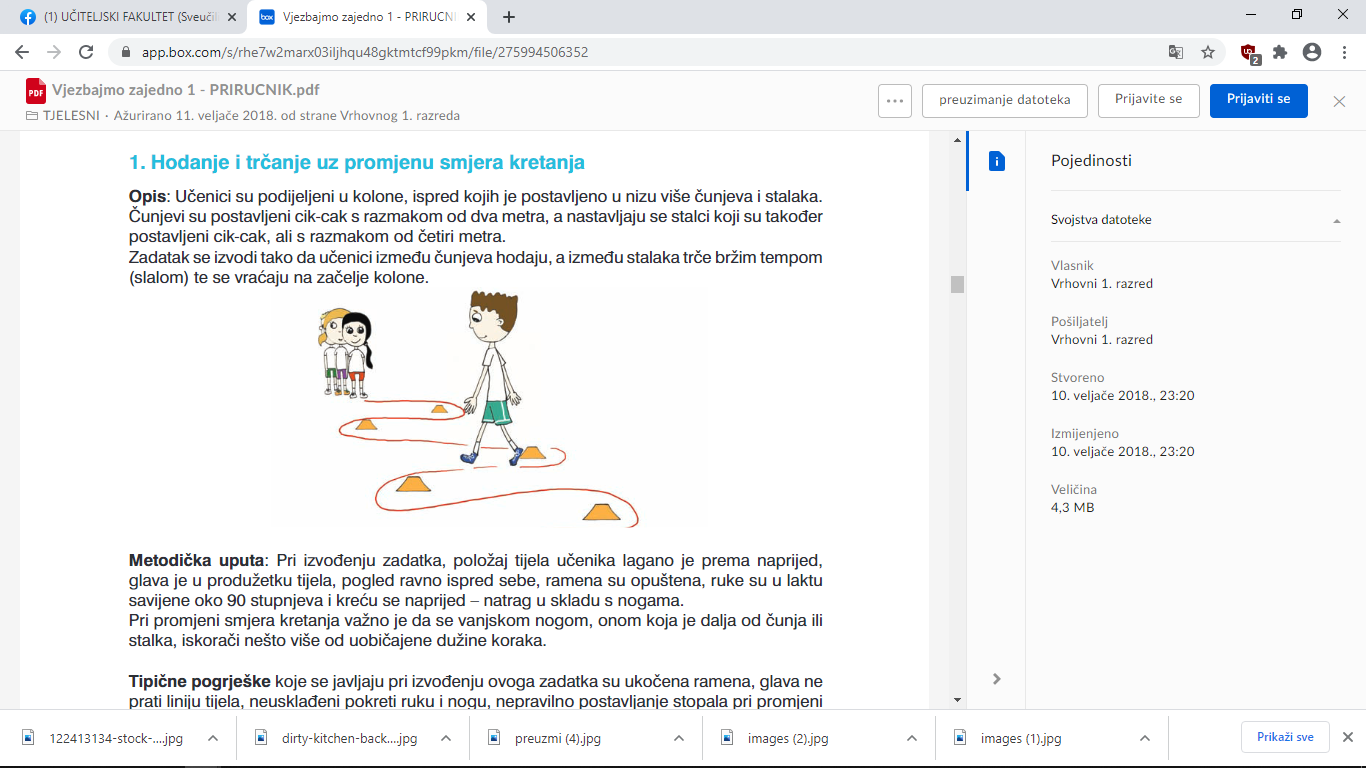 (1) UČITELJSKI FAKULTET (Sveučil
box
Vjezbajmo zajedno 1 - PRIRUCNI
app.box.com/s/rhe7w2marx03iljhqu48gktmtcf99pkm/file/275994506352
2
PDF
Vjezbajmo zajedno 1 - PRIRUCNIK.pdf
TJELESNI · Ažurirano 11. veljače 2018. od strane Vrhovnog 1. razreda
preuzimanje datoteka
Prijavite se
Prijaviti se
1. Hodanje i trčanje uz promjenu smjera kretanja
Opis: Učenici su podijeljeni u kolone, ispred kojih je postavljeno u nizu više čunjeva i stalaka.
Čunjevi su postavljeni cik-cak s razmakom od dva metra, a nastavljaju se stalci koji su također
postavljeni cik-cak, ali s razmakom od četiri metra.
Zadatak se izvodi tako da učenici između čunjeva hodaju, a između stalaka trče bržim tempom
(slalom) te se vraćaju na začelje kolone.
Metodička uputa: Pri izvođenju zadatka, položaj tijela učenika lagano je prema naprijed,
glava je u produžetku tijela, pogled ravno ispred sebe, ramena su opuštena, ruke su u laktu
savijene oko 90 stupnjeva i kreću se naprijed – natrag u skladu s nogama.
Pri promjeni smjera kretanja važno je da se vanjskom nogom, onom koja je dalja od čunja ili
stalka, iskorači nešto više od uobičajene dužine koraka.
Tipične pogrješke koje se javljaju pri izvođenju ovoga zadatka su ukočena ramena, glava ne
prati liniju tijela, neusklađeni pokreti ruku i nogu, nepravilno postavljanje stopala pri promjeni
Pojedinosti
Svojstva datoteke
Vlasnik
Vrhovni 1. razred
Pošiljatelj
Vrhovni 1. razred
Stvoreno
10. veljače 2018., 23:20
Izmijenjeno
10. veljače 2018., 23:20
Veličina
4,3 MB
122413134-stock-....jpg
dirty-kitchen-back....jpg
preuzmi (4).jpg
images (2).jpg
images (1).jpg
Prikaži sve